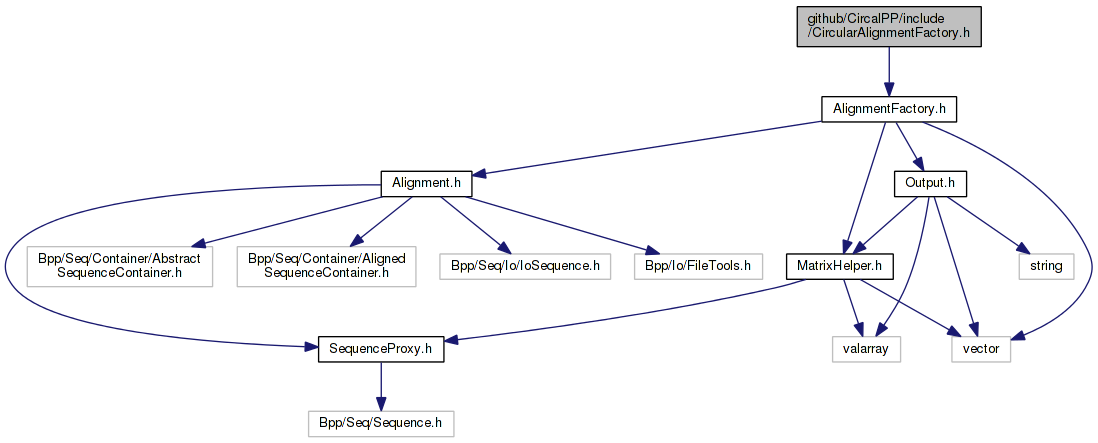 github/CircalPP/include
/CircularAlignmentFactory.h
AlignmentFactory.h
Alignment.h
Output.h
Bpp/Seq/Container/Abstract
SequenceContainer.h
Bpp/Seq/Container/Aligned
SequenceContainer.h
Bpp/Seq/Io/IoSequence.h
Bpp/Io/FileTools.h
MatrixHelper.h
string
SequenceProxy.h
valarray
vector
Bpp/Seq/Sequence.h